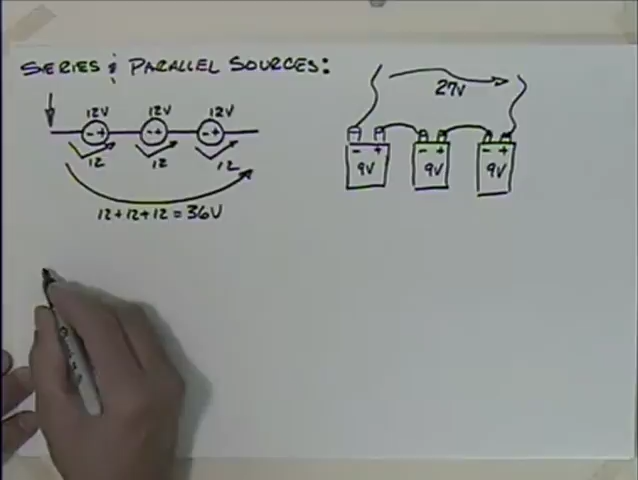 SERIES & PARALLEL SOURCES:
12V 12V 12V
- + - + - +
12 12 12
12+12+12 = 36V
27V
- + - + - +
9V 9V 9V